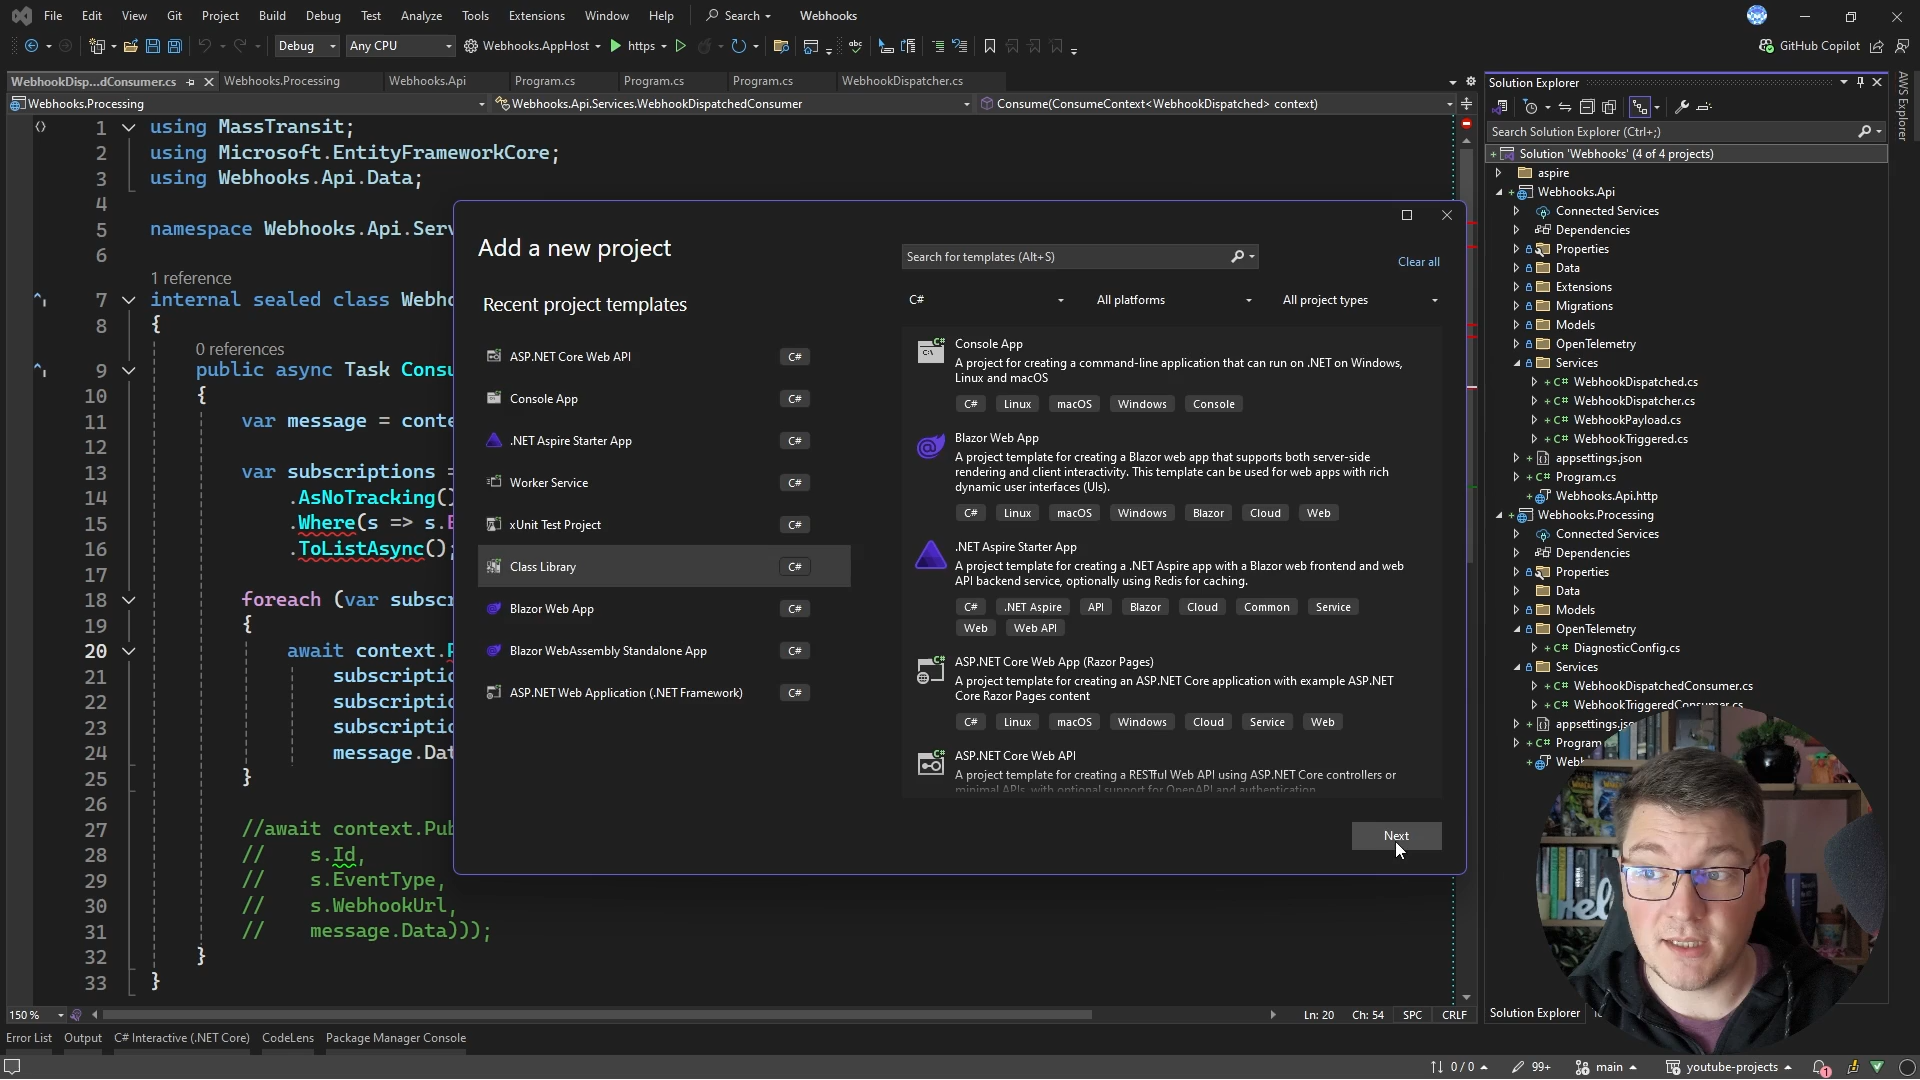 File Edit View Git Project Build Debug Test Analyze Tools Extensions Window Help Search Webhooks
Debug Any CPU Webhooks.AppHost https GitHub Copilot
WebhookDisp...dConsumer.cs Webhooks.Processing Webhooks.Api Program.cs Program.cs Program.cs WebhookDispatcher.cs
Webhooks.Processing Webhooks.Api.Services.WebhookDispatchedConsumer Consume(ConsumeContext<WebhookDispatched> context)
1 using MassTransit;
2 using Microsoft.EntityFrameworkCore;
3 using Webhooks.Api.Data;
4
5 namespace Webhooks.Api.Serv
6
1 reference
7 internal sealed class Webho
8 {
0 references
9 public async Task Consu
10 {
11 var message = conte
12
13 var subscriptions =
14 .AsNoTracking()
15 .Where(s => s.E
16 .ToListAsync();
17
18 foreach (var subsc
19 {
20 await context.P
21 subscriptio
22 subscriptio
23 subscriptio
24 message.Dat
25 }
26
27 //await context.Pub
28 // s.Id,
29 // s.EventType,
30 // s.WebhookUrl,
31 // message.Data)));
32 }
33 }
Add a new project
Recent project templates
ASP.NET Core Web API C#
Console App C#
.NET Aspire Starter App C#
Worker Service C#
xUnit Test Project C#
Class Library C#
Blazor Web App C#
Blazor WebAssembly Standalone App C#
ASP.NET Web Application (.NET Framework) C#
Search for templates (Alt+S)
Clear all
C# All platforms All project types
Console App
A project for creating a command-line application that can run on .NET on Windows,
Linux and macOS
C# Linux macOS Windows Console
Blazor Web App
A project template for creating a Blazor web app that supports both server-side
rendering and client interactivity. This template can be used for web apps with rich
dynamic user interfaces (UIs).
C# Linux macOS Windows Blazor Cloud Web
.NET Aspire Starter App
A project template for creating a .NET Aspire app with a Blazor web frontend and web
API backend service, optionally using Redis for caching.
C# .NET Aspire API Blazor Cloud Common Service
Web Web API
ASP.NET Core Web App (Razor Pages)
A project template for creating an ASP.NET Core application with example ASP.NET
Core Razor Pages content
C# Linux macOS Windows Cloud Service Web
ASP.NET Core Web API
A project template for creating a RESTful Web API using ASP.NET Core controllers or
minimal APIs, with optional support for OpenAPI and authentication.
Next
Solution Explorer
Search Solution Explorer (Ctrl+;)
Solution 'Webhooks' (4 of 4 projects)
aspire
Webhooks.Api
Connected Services
Dependencies
Properties
Data
Extensions
Migrations
Models
OpenTelemetry
Services
C# WebhookDispatched.cs
C# WebhookDispatcher.cs
C# WebhookPayload.cs
C# WebhookTriggered.cs
appsettings.json
C# Program.cs
Webhooks.Api.http
Webhooks.Processing
Connected Services
Dependencies
Properties
Data
Models
OpenTelemetry
C# DiagnosticConfig.cs
Services
C# WebhookDispatchedConsumer.cs
C# WebhookTriggeredConsumer.cs
appsettings.jso
C# Program
Webh
AWS Explorer
150 % Ln: 20 Ch: 54 SPC CRLF
Solution Explorer
Error List Output C# Interactive (.NET Core) CodeLens Package Manager Console
0 / 0 99+ main youtube-projects 1